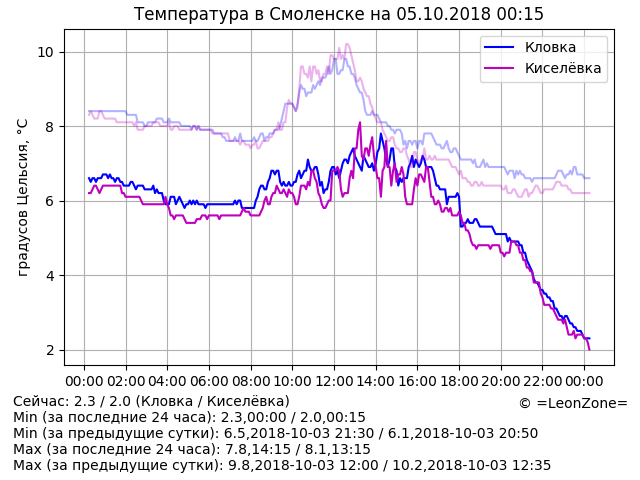 Температура в Смоленске на 05.10.2018 00:15
Кловка
Киселёвка
градусов Цельсия, °C
10
8
6
4
2
00:00 02:00 04:00 06:00 08:00 10:00 12:00 14:00 16:00 18:00 20:00 22:00 00:00
Сейчас: 2.3 / 2.0 (Кловка / Киселёвка)
© =LeonZone=
Min (за последние 24 часа): 2.3,00:00 / 2.0,00:15
Min (за предыдущие сутки): 6.5,2018-10-03 21:30 / 6.1,2018-10-03 20:50
Max (за последние 24 часа): 7.8,14:15 / 8.1,13:15
Max (за предыдущие сутки): 9.8,2018-10-03 12:00 / 10.2,2018-10-03 12:35